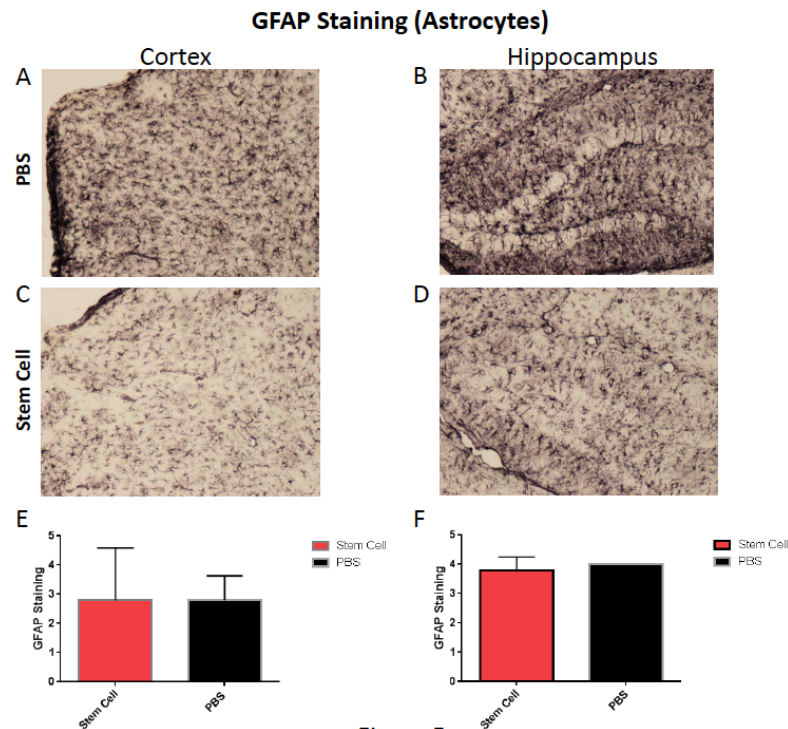 GFAP Staining (Astrocytes)
Cortex
Hippocampus
A
B
PBS
C
D
Stem Cell
E
F
5
4
3
2
1
0
GFAP Staining
Stem Cell
PBS
Stem Cell
PBS
5
4
3
2
1
0
GFAP Staining
Stem Cell
PBS
Stem Cell
PBS